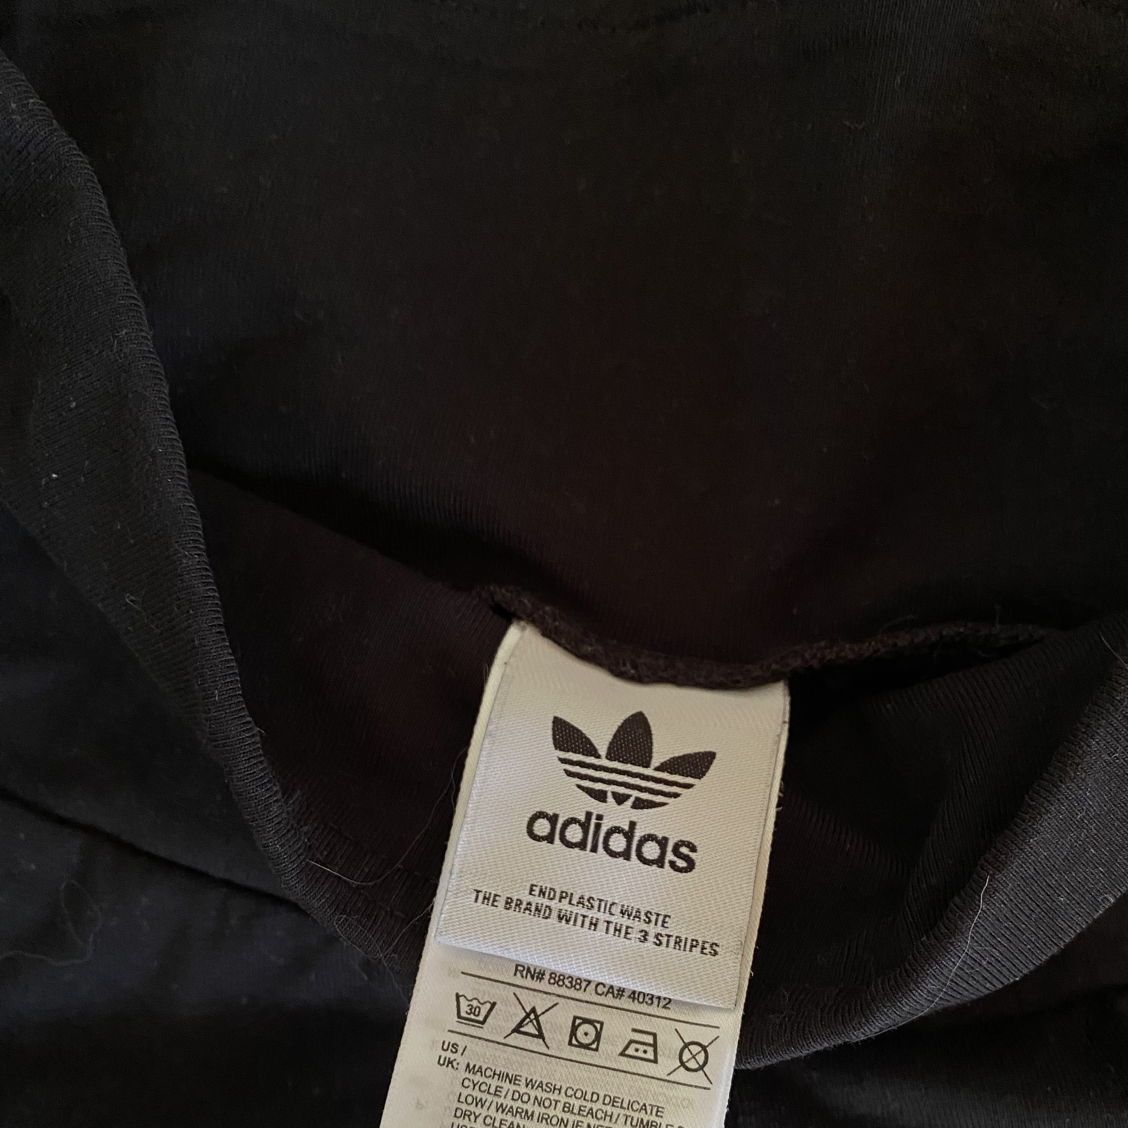 adidas
END PLASTIC WASTE
THE BRAND WITH THE 3 STRIPES
RN# 88387 CA# 40312
30
US /
UK: MACHINE WASH COLD DELICATE
CYCLE / DO NOT BLEACH / TUMBLE
LOW / WARM IRON IF
DRY CLEAN